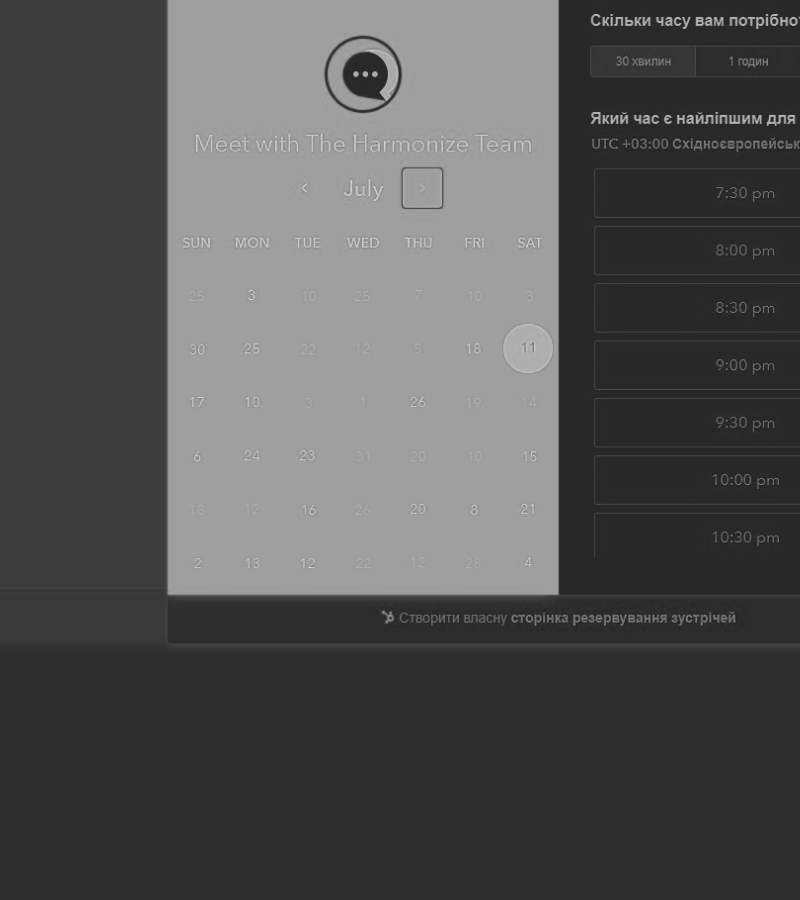 Meet with The Harmonize Team
July
SUN MON TUE WED THU FRI SAT
25 3 10 25 7 10 3
30 25 22 12 5 18 11
17 10 3 1 26 19 14
6 24 23 31 20 10 15
18 12 16 26 20 8 21
2 13 12 22 12 28 4
Скільки часу вам потрібно
30 хвилин 1 годин
Який час є найліпшим для
UTC +03:00 Східноєвропейськ
7:30 pm
8:00 pm
8:30 pm
9:00 pm
9:30 pm
10:00 pm
10:30 pm
Створити власну сторінка резервування зустрічей